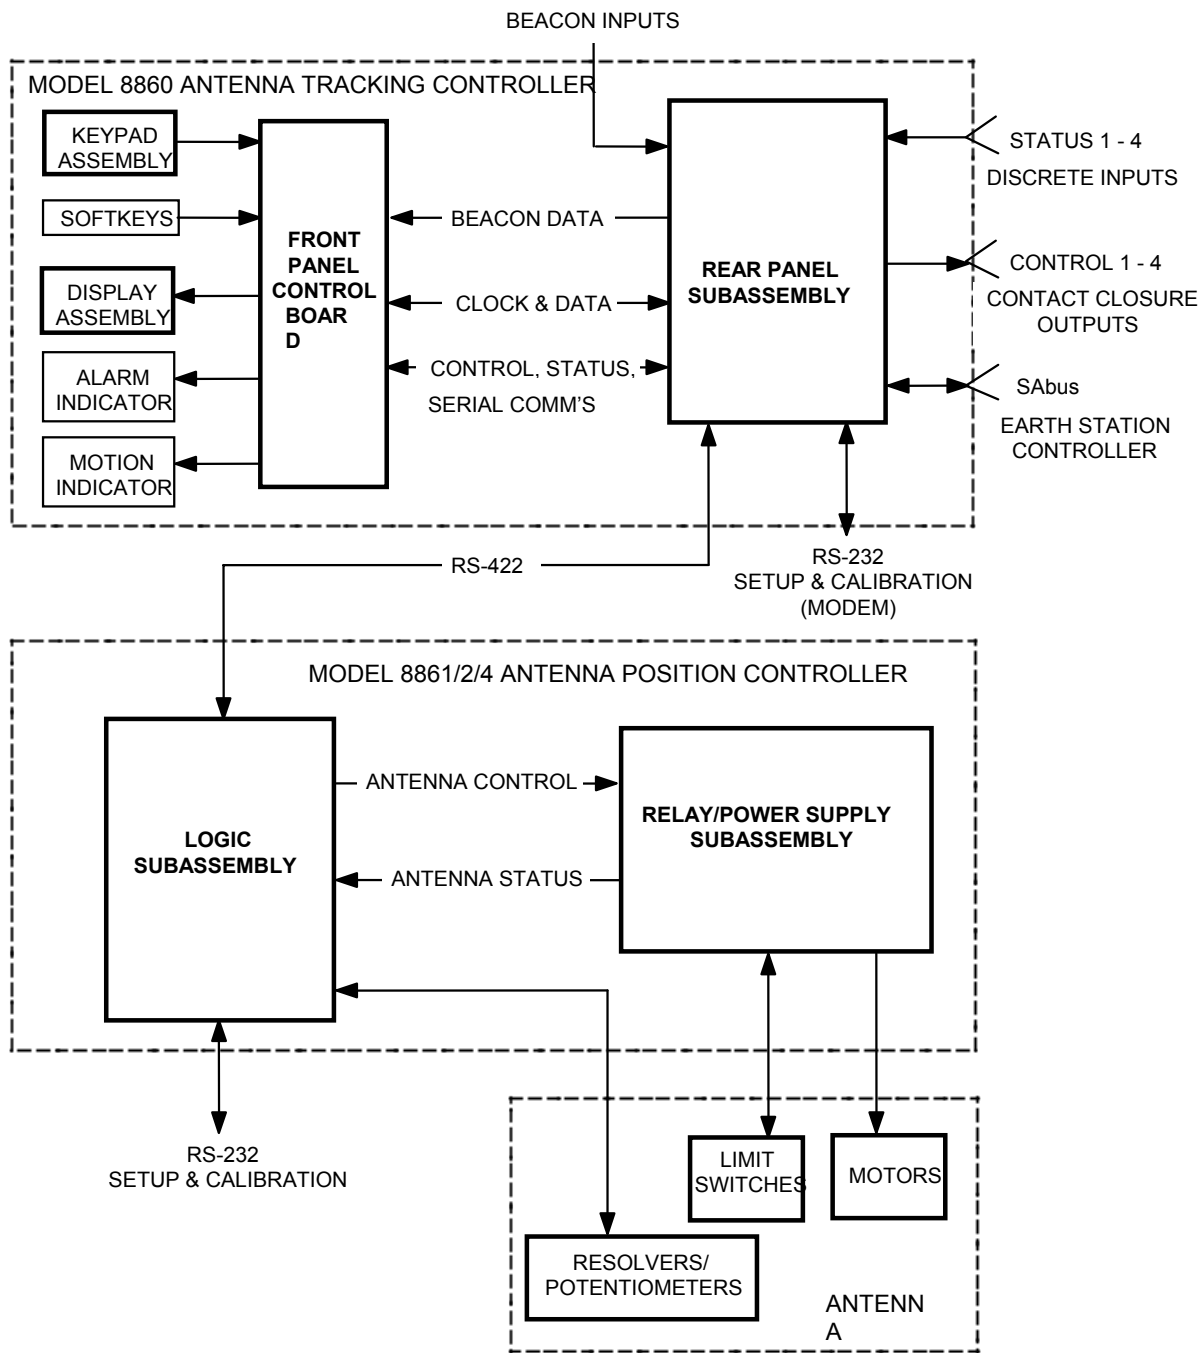 BEACON INPUTS
MODEL 8860 ANTENNA TRACKING CONTROLLER
KEYPAD
ASSEMBLY
SOFTKEYS
DISPLAY
ASSEMBLY
ALARM
INDICATOR
MOTION
INDICATOR
FRONT
PANEL
CONTROL
BOAR
D
BEACON DATA
CLOCK & DATA
CONTROL, STATUS,
SERIAL COMM'S
REAR PANEL
SUBASSEMBLY
STATUS 1 - 4
DISCRETE INPUTS
CONTROL 1 - 4
CONTACT CLOSURE
OUTPUTS
SAbus
EARTH STATION
CONTROLLER
RS-422
RS-232
SETUP & CALIBRATION
(MODEM)
MODEL 8861/2/4 ANTENNA POSITION CONTROLLER
LOGIC
SUBASSEMBLY
ANTENNA CONTROL
ANTENNA STATUS
RELAY/POWER SUPPLY
SUBASSEMBLY
RS-232
SETUP & CALIBRATION
LIMIT
SWITCHES
MOTORS
RESOLVERS/
POTENTIOMETERS
ANTENN
A